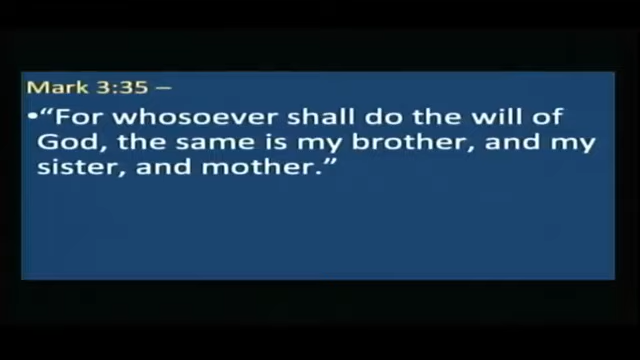 Mark 3:35 –
•“For whosoever shall do the will of
God, the same is my brother, and my
sister, and mother.”